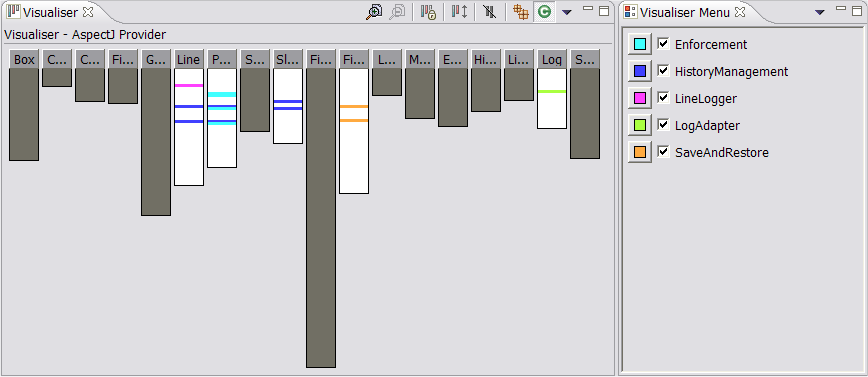 Visualiser
Visualiser Menu
Visualiser - AspectJ Provider
Box C... C... Fi... G... Line P... S... Sl... Fi... Fi... L... M... E... Hi... Li... Log S...
Enforcement
HistoryManagement
LineLogger
LogAdapter
SaveAndRestore